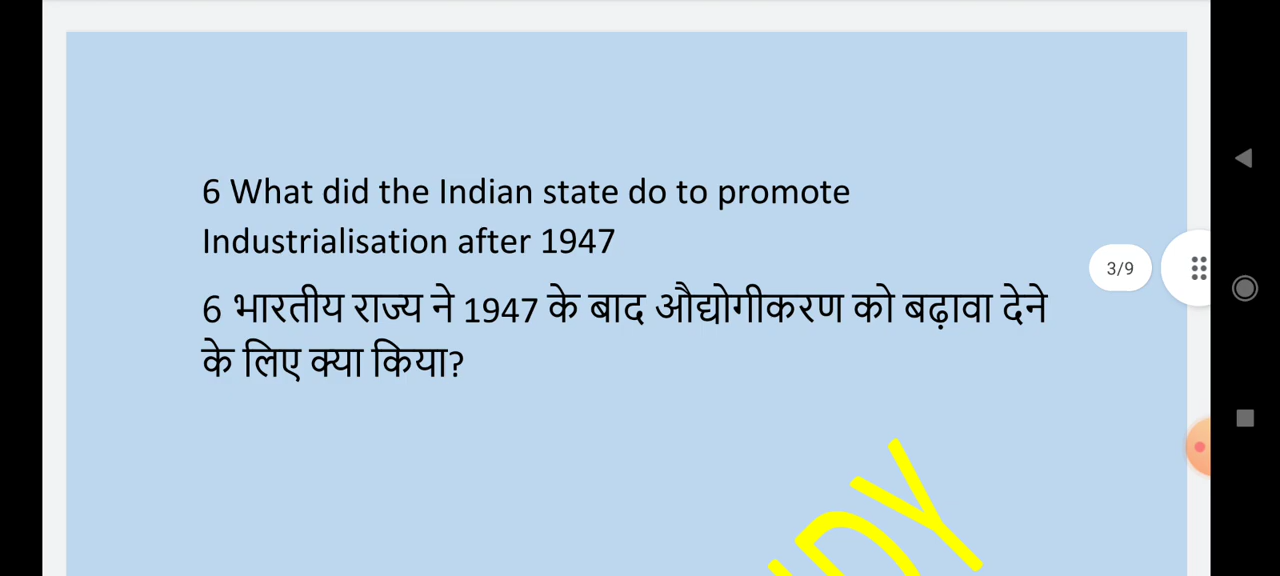 6 What did the Indian state do to promote
Industrialisation after 1947
3/9
6 भारतीय राज्य ने 1947 के बाद औद्योगीकरण को बढ़ावा देने
के लिए क्या किया?